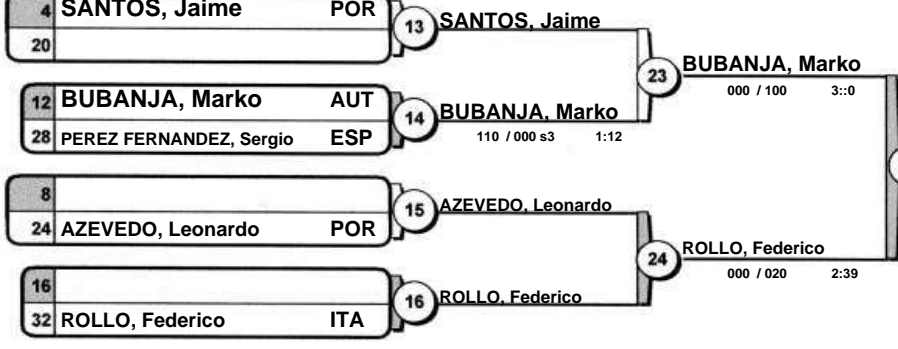 4 SANTOS, Jaime POR
20
13 SANTOS, Jaime
12 BUBANJA, Marko AUT
28 PEREZ FERNANDEZ, Sergio ESP
14 BUBANJA, Marko
110 / 000 s3 1:12
23 BUBANJA, Marko
000 / 100 3::0
8
24 AZEVEDO, Leonardo POR
15 AZEVEDO, Leonardo
16
32 ROLLO, Federico ITA
16 ROLLO, Federico
24 ROLLO, Federico
000 / 020 2:39